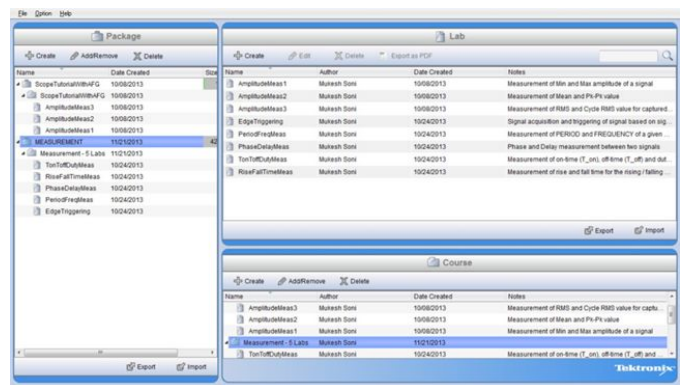 File Option Help
Package
Create Add/Remove Delete
Name Date Created Size
ScopeTutorialWithAFG 10/08/2013
ScopeTutorialWithAFG 10/08/2013
AmplitudeMeas3 10/08/2013
AmplitudeMeas2 10/08/2013
AmplitudeMeas1 10/08/2013
MEASUREMENT 11/21/2013 42
Measurement - 5 Labs 11/21/2013
TonToffDutyMeas 10/24/2013
RiseFallTimeMeas 10/24/2013
PhaseDelayMeas 10/24/2013
PeriodFreqMeas 10/24/2013
EdgeTriggering 10/24/2013
Export Import
Lab
Create Edit Delete Export as PDF
Name Author Date Created Notes
AmplitudeMeas1 Mukesh Soni 10/08/2013 Measurement of Min and Max amplitude of a signal
AmplitudeMeas2 Mukesh Soni 10/08/2013 Measurement of Mean and Pk-Pk value
AmplitudeMeas3 Mukesh Soni 10/08/2013 Measurement of RMS and Cycle RMS value for captured...
EdgeTriggering Mukesh Soni 10/24/2013 Signal acquisition and triggering of signal based on sig...
PeriodFreqMeas Mukesh Soni 10/24/2013 Measurement of PERIOD and FREQUENCY of a given ...
PhaseDelayMeas Mukesh Soni 10/24/2013 Phase and Delay measurement between two signals
TonToffDutyMeas Mukesh Soni 10/24/2013 Measurement of on-time (T_on), off-time (T_off) and dut...
RiseFallTimeMeas Mukesh Soni 10/24/2013 Measurement of rise and fall time for the rising / falling ...
Export Import
Course
Create Add/Remove Delete
Name Author Date Created Notes
AmplitudeMeas3 Mukesh Soni 10/08/2013 Measurement of RMS and Cycle RMS value for captu...
AmplitudeMeas2 Mukesh Soni 10/08/2013 Measurement of Mean and Pk-Pk value
AmplitudeMeas1 Mukesh Soni 10/08/2013 Measurement of Min and Max amplitude of a signal
Measurement - 5 Labs Mukesh Soni 11/21/2013
TonToffDutyMeas Mukesh Soni 10/24/2013 Measurement of on-time (T_on), off-time (T_off) and ...
Tektronix